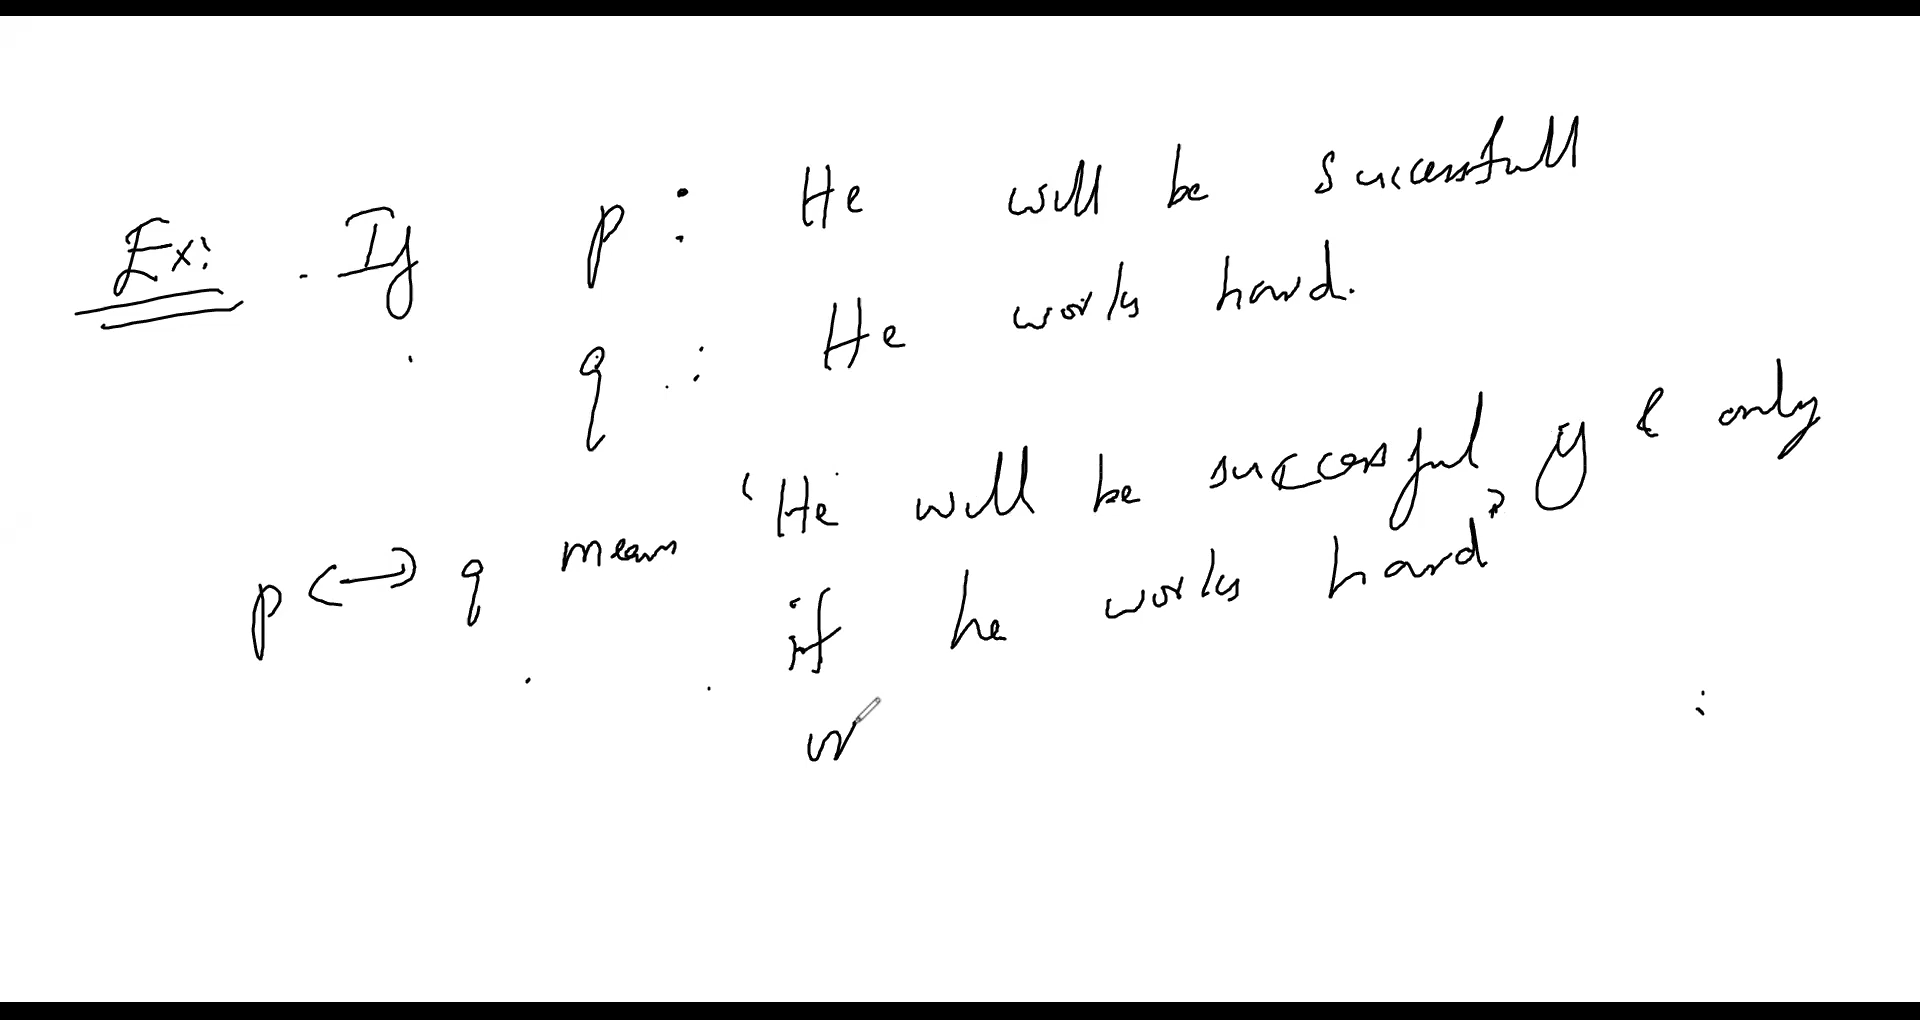 Ex: If p : He will be successfull
q : He works hard.
p ↔ q means "He will be successful if & only
if he works hard"